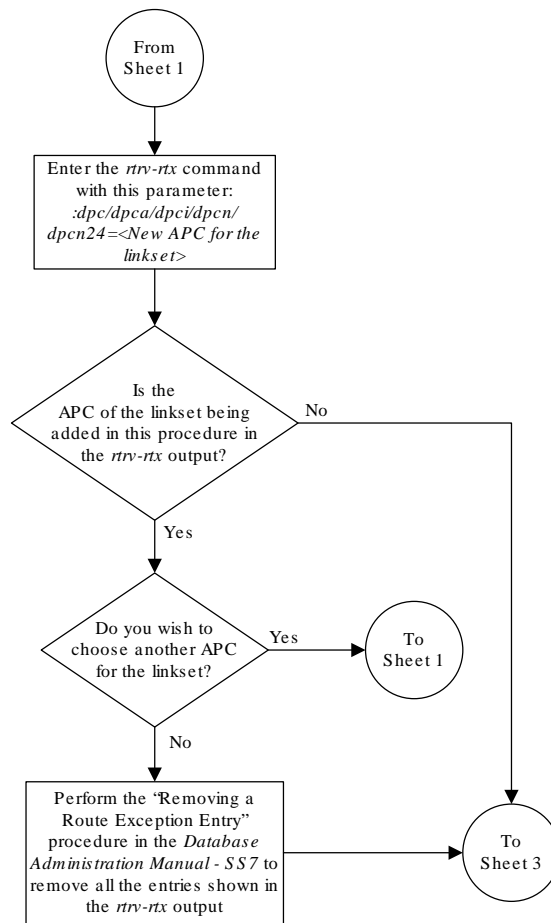 From
Sheet 1
Enter the rtrv-rtx command
with this parameter:
:dpc/dpca/dpci/dpcn/
dpcn24=<New APC for the
linkset>
Is the
APC of the linkset being
added in this procedure in
the rtrv-rtx output?
No
Yes
Do you wish to
choose another APC
for the linkset?
Yes
To
Sheet 1
No
Perform the “Removing a
Route Exception Entry”
procedure in the Database
Administration Manual - SS7 to
remove all the entries shown in
the rtrv-rtx output
To
Sheet 3